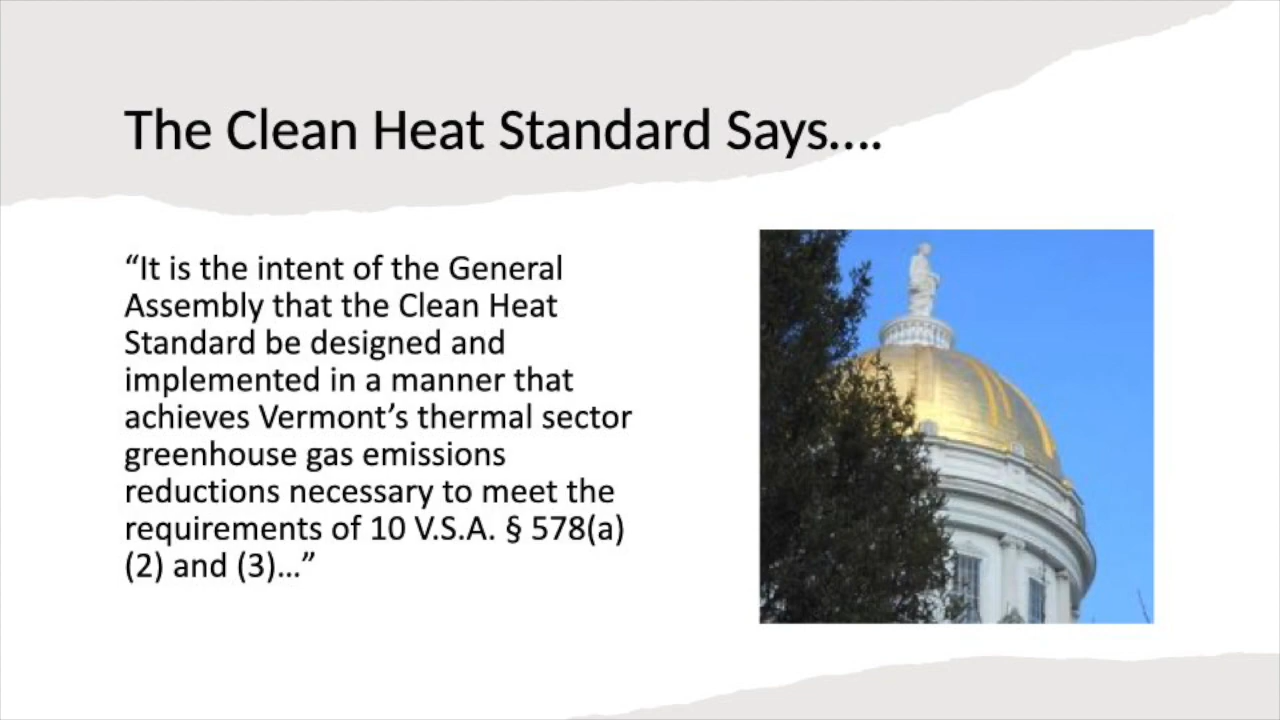 The Clean Heat Standard Says....
“It is the intent of the General
Assembly that the Clean Heat
Standard be designed and
implemented in a manner that
achieves Vermont’s thermal sector
greenhouse gas emissions
reductions necessary to meet the
requirements of 10 V.S.A. § 578(a)
(2) and (3)…”